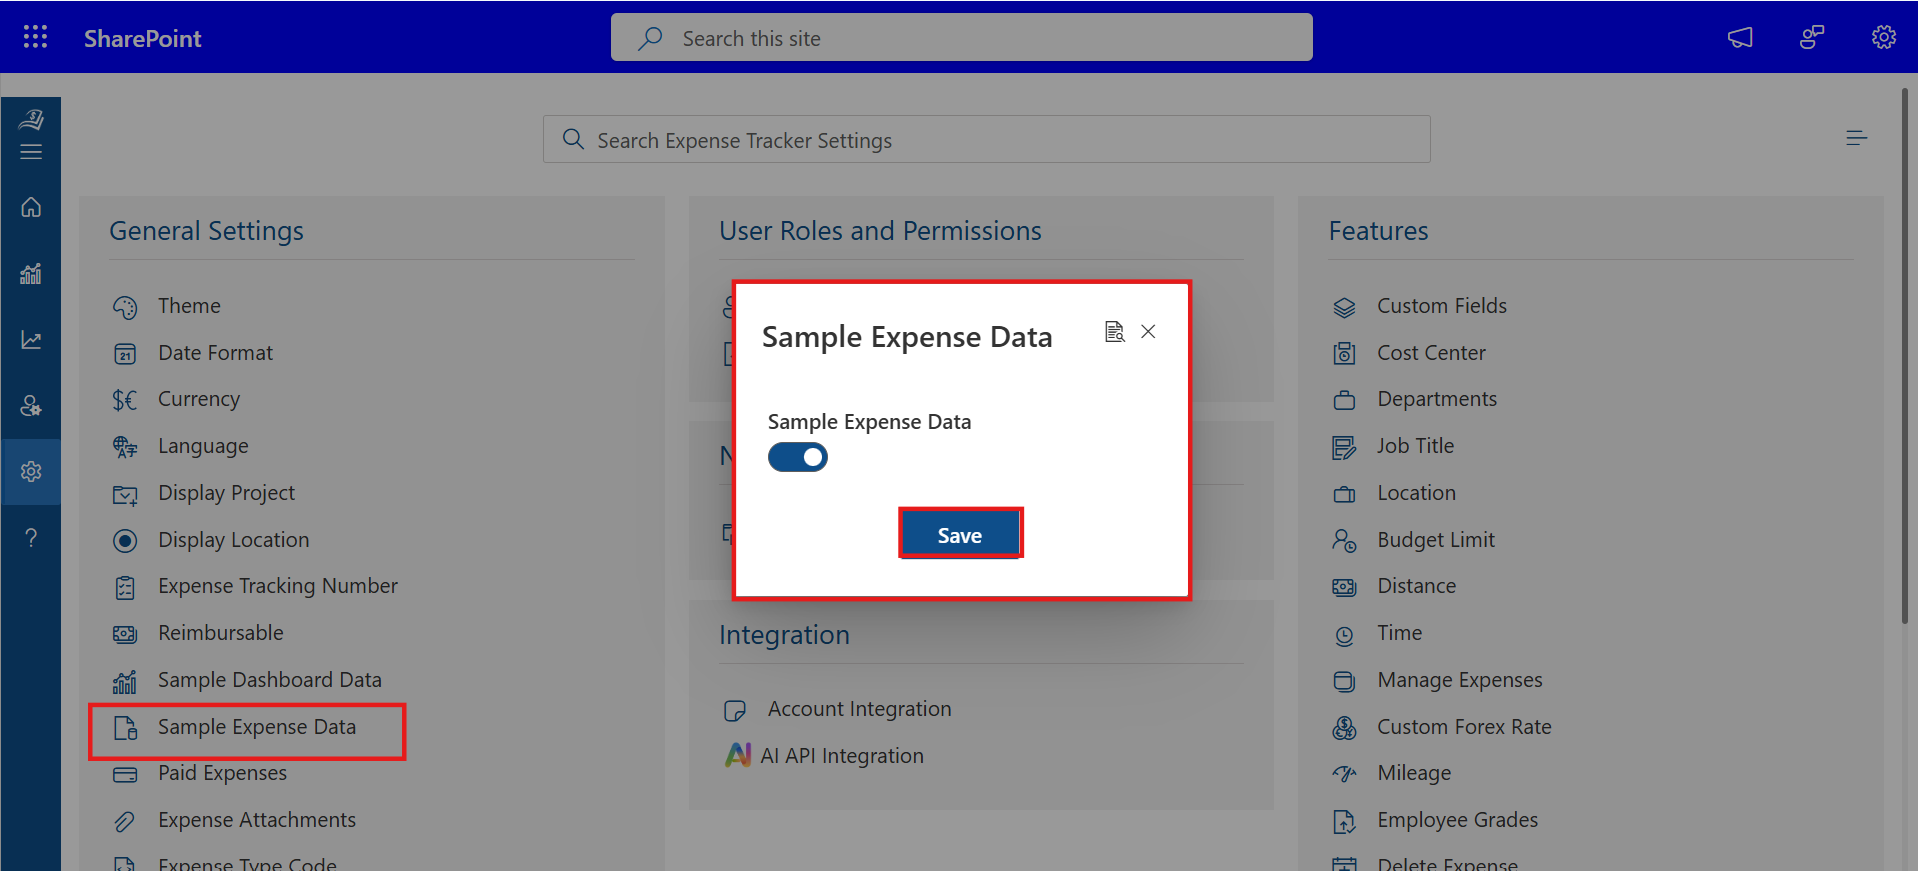 SharePoint
Search this site
Search Expense Tracker Settings
General Settings
Theme
21
Date Format
Currency
Language
Display Project
Display Location
Expense Tracking Number
Reimbursable
Sample Dashboard Data
Sample Expense Data
Paid Expenses
Expense Attachments
Expense Type Code
User Roles and Permissions
N
Sample Expense Data
Sample Expense Data
Save
Integration
Account Integration
AI AI API Integration
Features
Custom Fields
Cost Center
Departments
Job Title
Location
Budget Limit
Distance
Time
Manage Expenses
Custom Forex Rate
Mileage
Employee Grades
Delete Expense